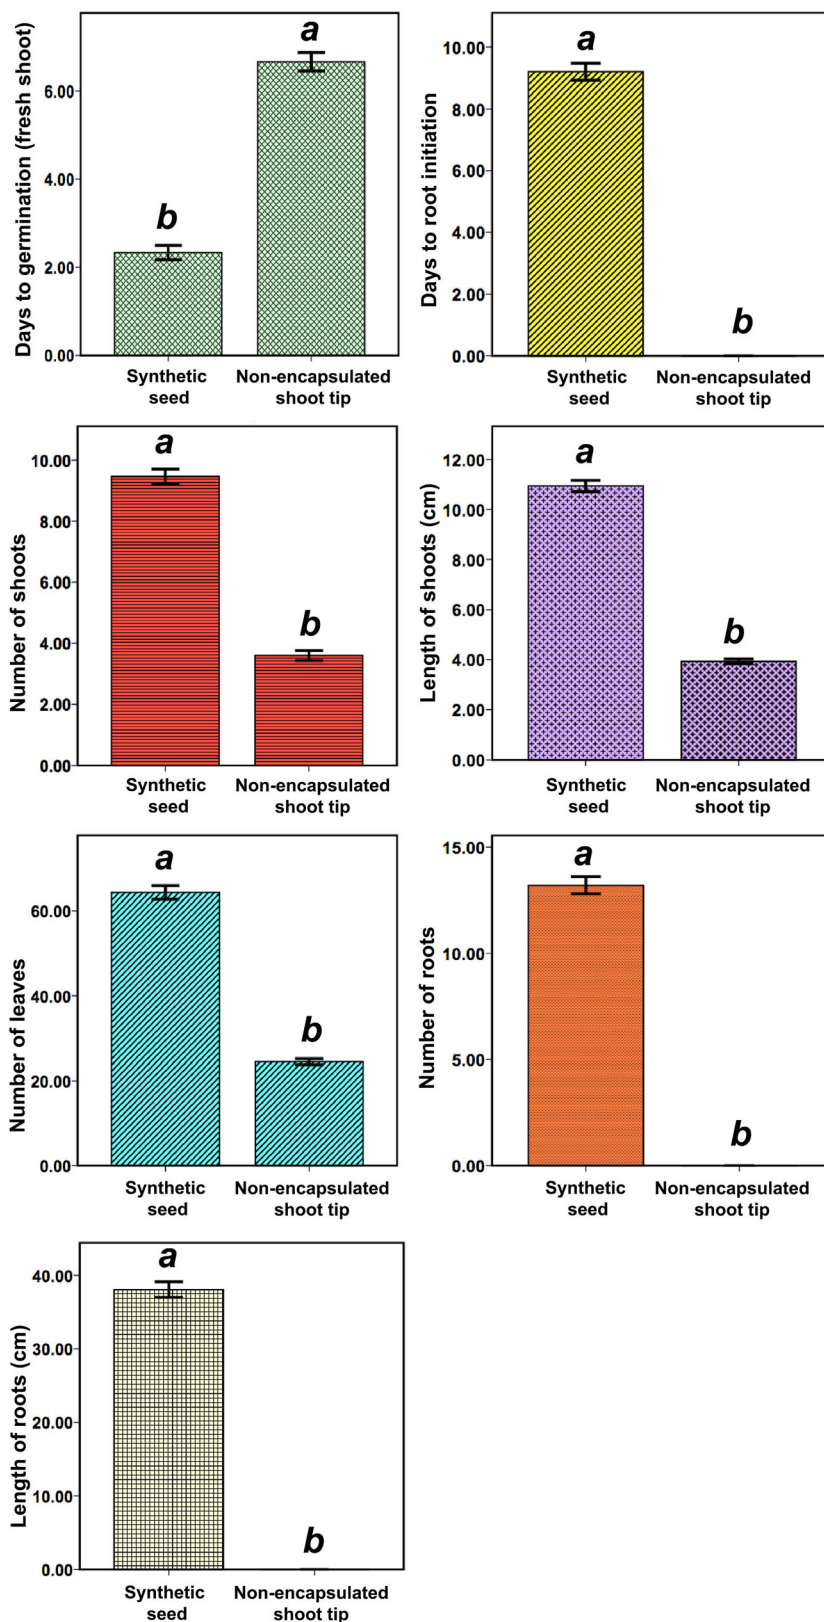 Days to germination (fresh shoot)
6.00
4.00
2.00
0.00
b
a
Synthetic
seed
Non-encapsulated
shoot tip
Days to root initiation
10.00
8.00
6.00
4.00
2.00
0.00
a
b
Synthetic
seed
Non-encapsulated
shoot tip
Number of shoots
10.00
8.00
6.00
4.00
2.00
0.00
a
b
Synthetic
seed
Non-encapsulated
shoot tip
Length of shoots (cm)
12.00
10.00
8.00
6.00
4.00
2.00
0.00
a
b
Synthetic
seed
Non-encapsulated
shoot tip
Number of leaves
60.00
40.00
20.00
0.00
a
b
Synthetic
seed
Non-encapsulated
shoot tip
Number of roots
15.00
10.00
5.00
0.00
a
b
Synthetic
seed
Non-encapsulated
shoot tip
Length of roots (cm)
40.00
30.00
20.00
10.00
0.00
a
b
Synthetic
seed
Non-encapsulated
shoot tip